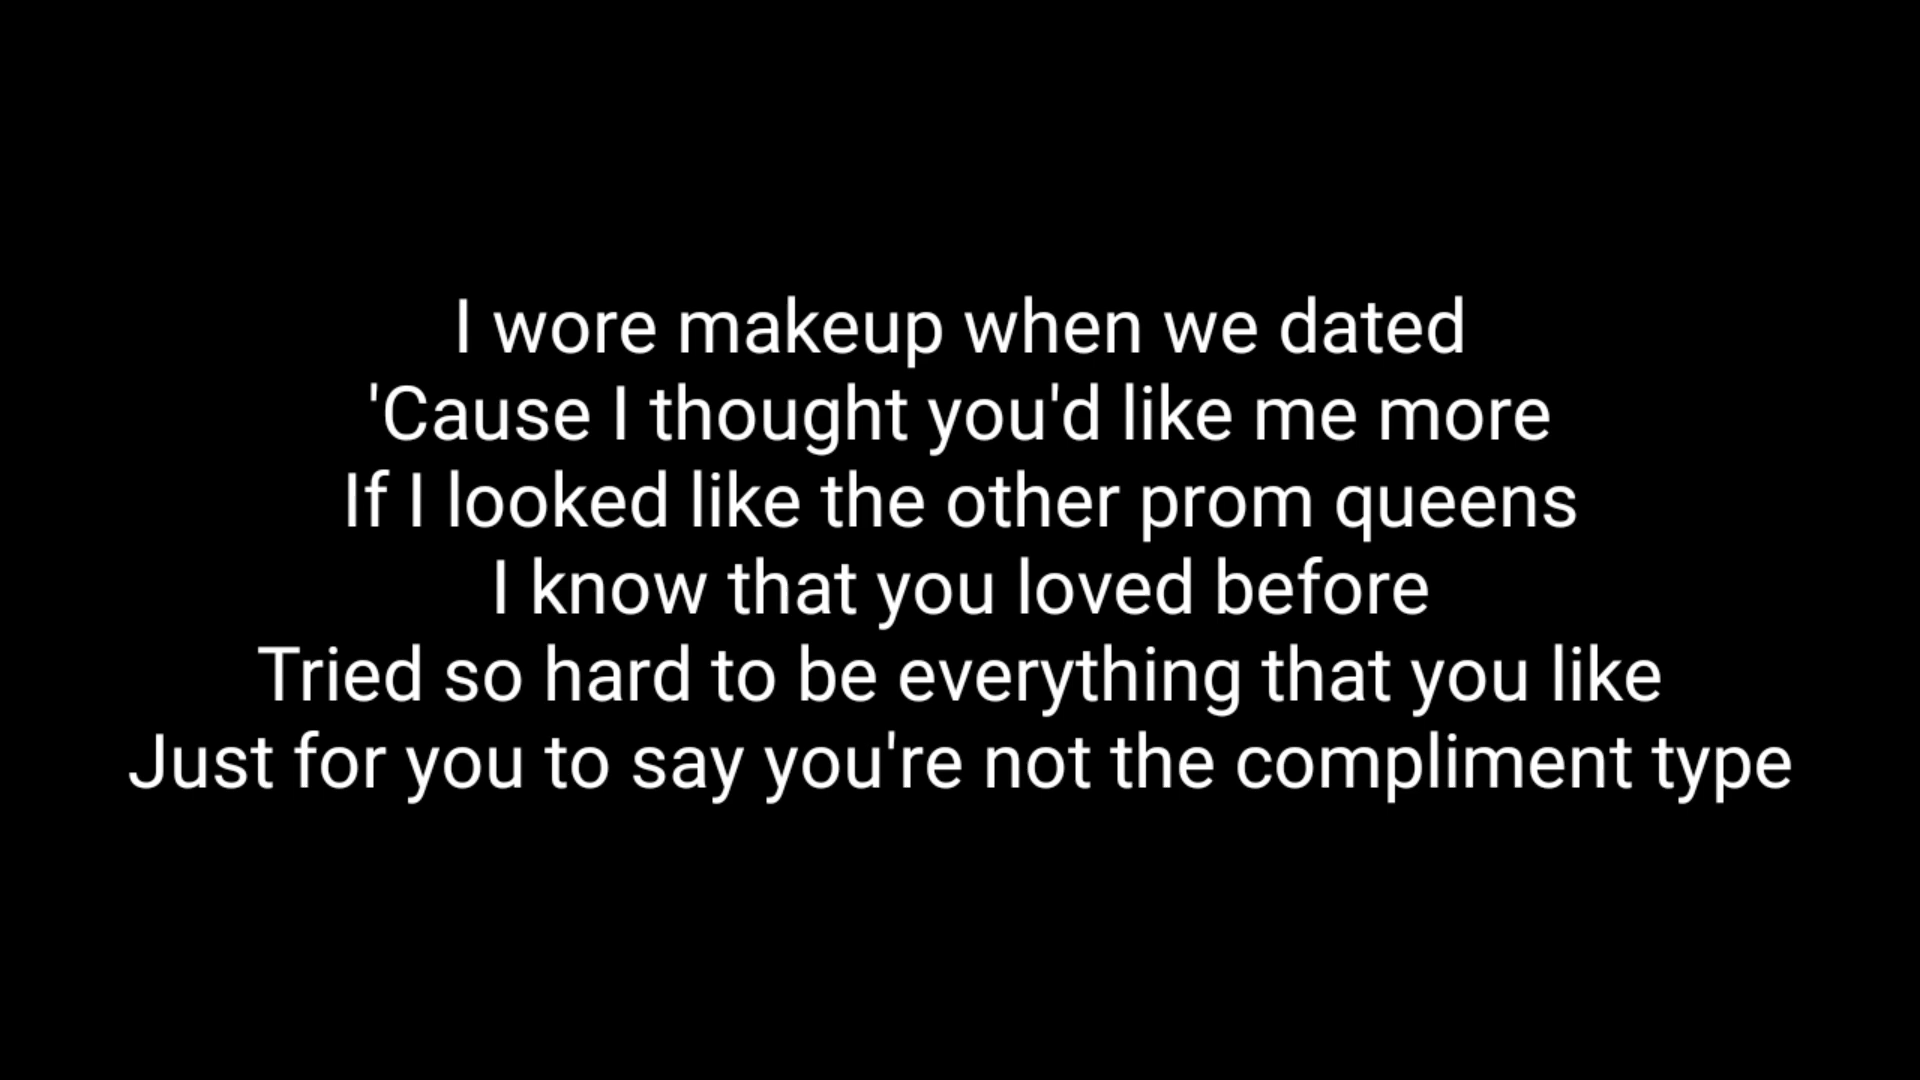 I wore makeup when we dated
'Cause I thought you'd like me more
If I looked like the other prom queens
I know that you loved before
Tried so hard to be everything that you like
Just for you to say you're not the compliment type